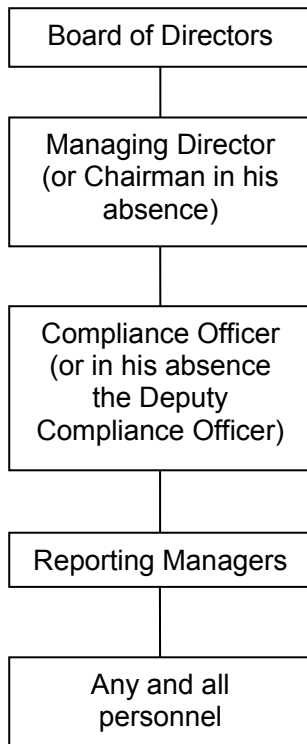 Board of Directors
Managing Director
(or Chairman in his
absence)
Compliance Officer
(or in his absence
the Deputy
Compliance Officer)
Reporting Managers
Any and all
personnel